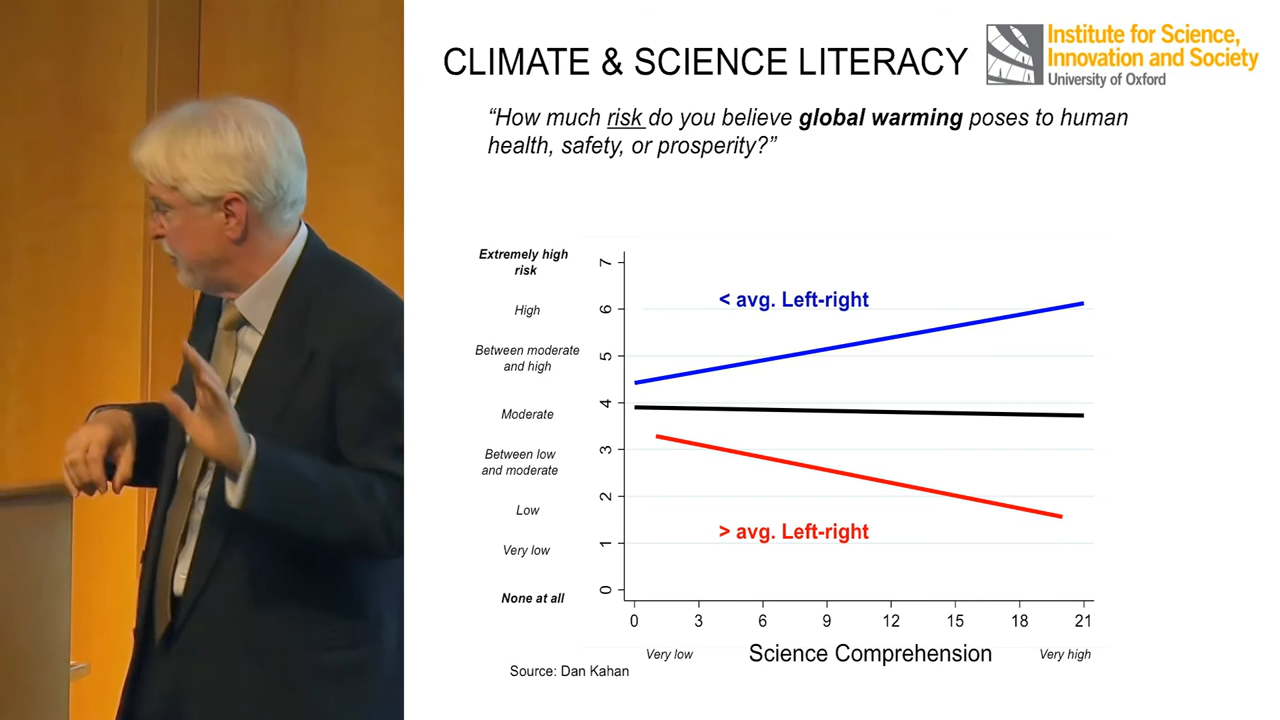 CLIMATE & SCIENCE LITERACY
Institute for Science,
Innovation and Society
University of Oxford
“How much risk do you believe global warming poses to human
health, safety, or prosperity?”
Extremely high
risk
High
Between moderate
and high
Moderate
Between low
and moderate
Low
Very low
None at all
7
6
5
4
3
2
1
0
< avg. Left-right
> avg. Left-right
0 3 6 9 12 15 18 21
Very low Science Comprehension Very high
Source: Dan Kahan